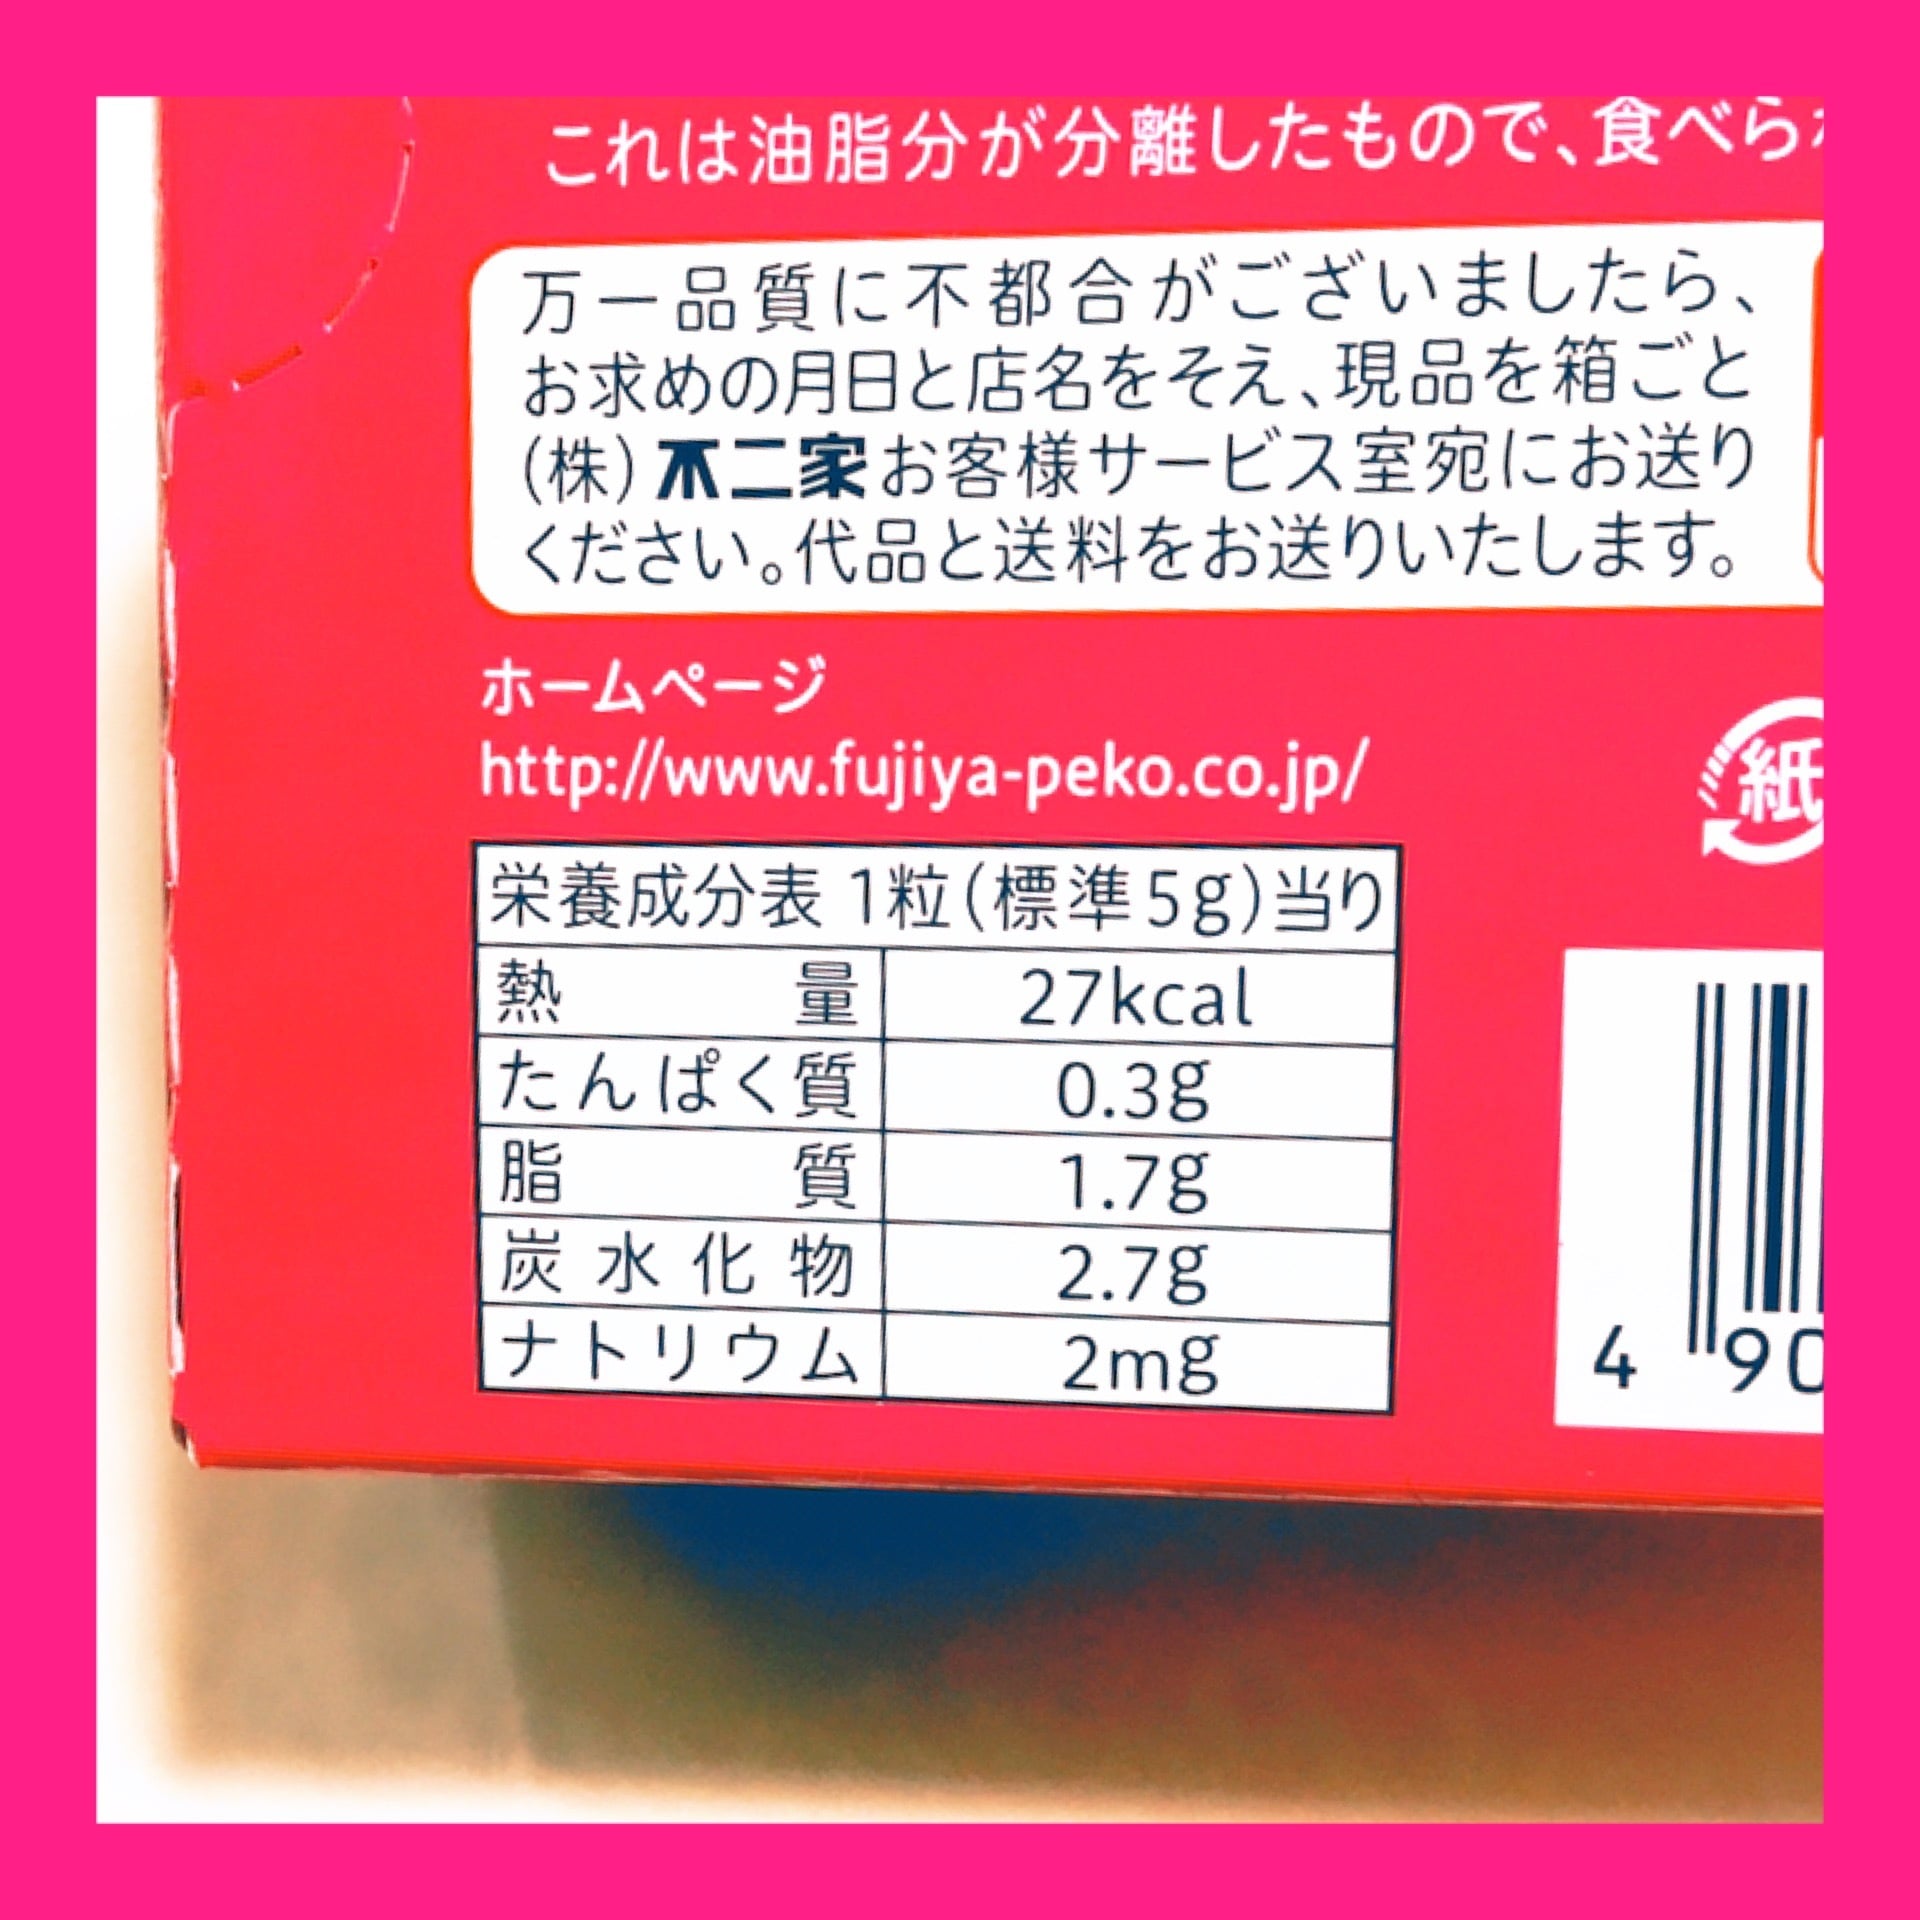 これは油脂分が分離したもので、食べら
万一品質に不都合がございましたら、
お求めの月日と店名をそえ、現品を箱ごと
(株)不二家お客様サービス室宛にお送り
ください。代品と送料をお送りいたします。
ホームページ
http://www.fujiya-peko.co.jp/
紙
栄養成分表 1粒(標準5g)当り
熱量 27kcal
たんぱく質 0.3g
脂質 1.7g
炭水化物 2.7g
ナトリウム 2mg
4 90